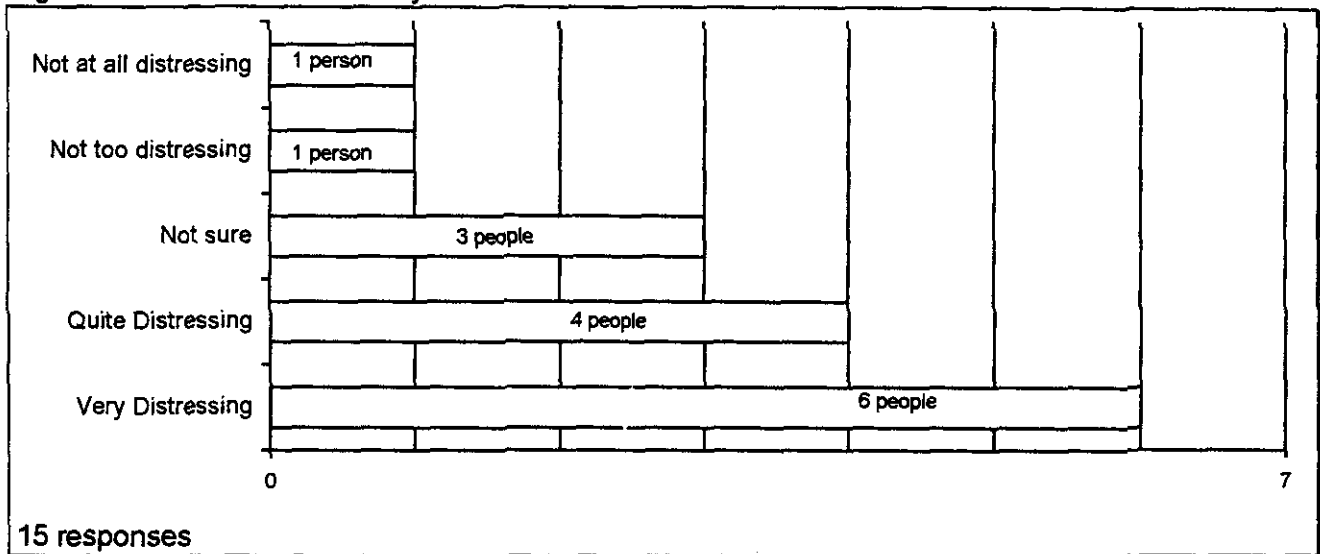 Not at all distressing
1 person
Not too distressing
1 person
Not sure
3 people
Quite Distressing
4 people
Very Distressing
6 people
0
7
15 responses